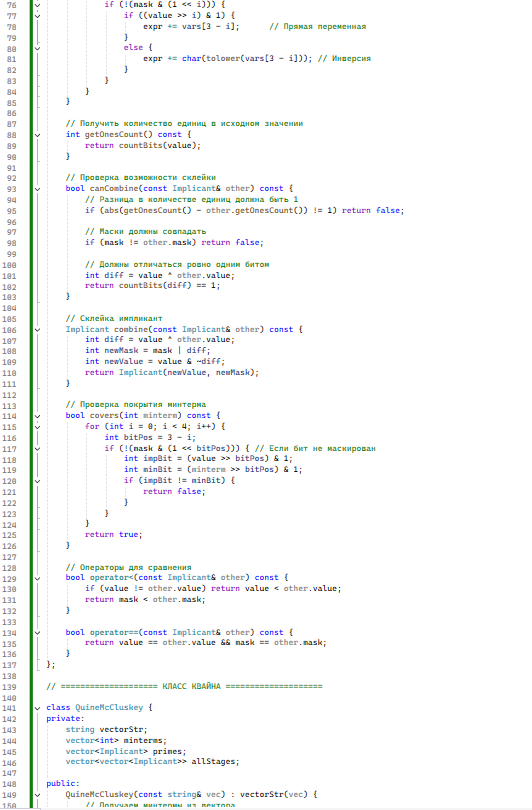 76 if (!(mask & (1 << i))) {
77 if ((value >> i) & 1) {
78 expr += vars[3 - i]; // Прямая переменная
79 }
80 else {
81 expr += char(tolower(vars[3 - i])); // Инверсия
82 }
83 }
84 }
85 }
86
87 // Получить количество единиц в исходном значении
88 int getOnesCount() const {
89 return countBits(value);
90 }
91
92 // Проверка возможности склейки
93 bool canCombine(const Implicant& other) const {
94 // Разница в количестве единиц должна быть 1
95 if (abs(getOnesCount() - other.getOnesCount()) != 1) return false;
96
97 // Маски должны совпадать
98 if (mask != other.mask) return false;
99
100 // Должны отличаться ровно одним битом
101 int diff = value ^ other.value;
102 return countBits(diff) == 1;
103 }
104
105 // Склейка импликант
106 Implicant combine(const Implicant& other) const {
107 int diff = value ^ other.value;
108 int newMask = mask | diff;
109 int newValue = value & ~diff;
110 return Implicant(newValue, newMask);
111 }
112
113 // Проверка покрытия минтерма
114 bool covers(int minterm) const {
115 for (int i = 0; i < 4; i++) {
116 int bitPos = 3 - i;
117 if (!(mask & (1 << bitPos))) { // Если бит не маскирован
118 int impBit = (value >> bitPos) & 1;
119 int minBit = (minterm >> bitPos) & 1;
120 if (impBit != minBit) {
121 return false;
122 }
123 }
124 }
125 return true;
126 }
127
128 // Операторы для сравнения
129 bool operator<(const Implicant& other) const {
130 if (value != other.value) return value < other.value;
131 return mask < other.mask;
132 }
133
134 bool operator==(const Implicant& other) const {
135 return value == other.value && mask == other.mask;
136 }
137 };
138
139 // ==================== КЛАСС КВАЙНА ====================
140
141 class QuineMcCluskey {
142 private:
143 string vectorStr;
144 vector<int> minterms;
145 vector<Implicant> primes;
146 vector<vector<Implicant>> allStages;
147
148 public:
149 QuineMcCluskey(const string& vec) : vectorStr(vec) {
150 // Получаем минтермы из вектора